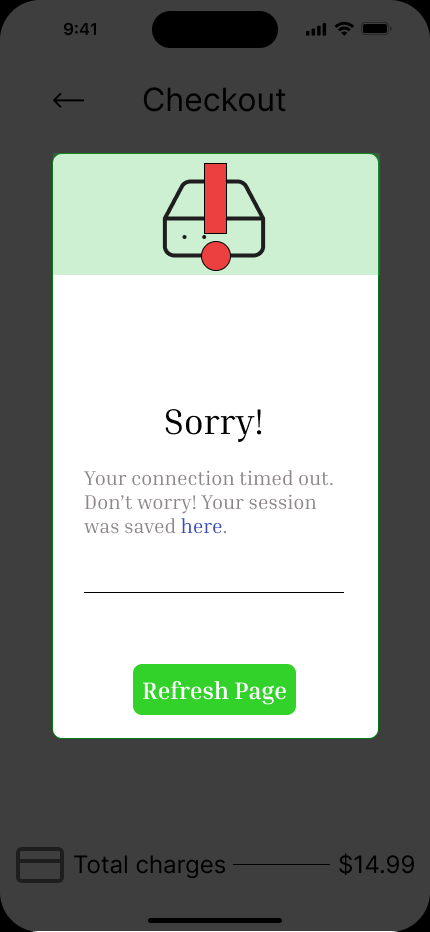 9:41
Checkout
Sorry!
Your connection timed out.
Don’t worry! Your session
was saved here.
Refresh Page
Total charges $14.99